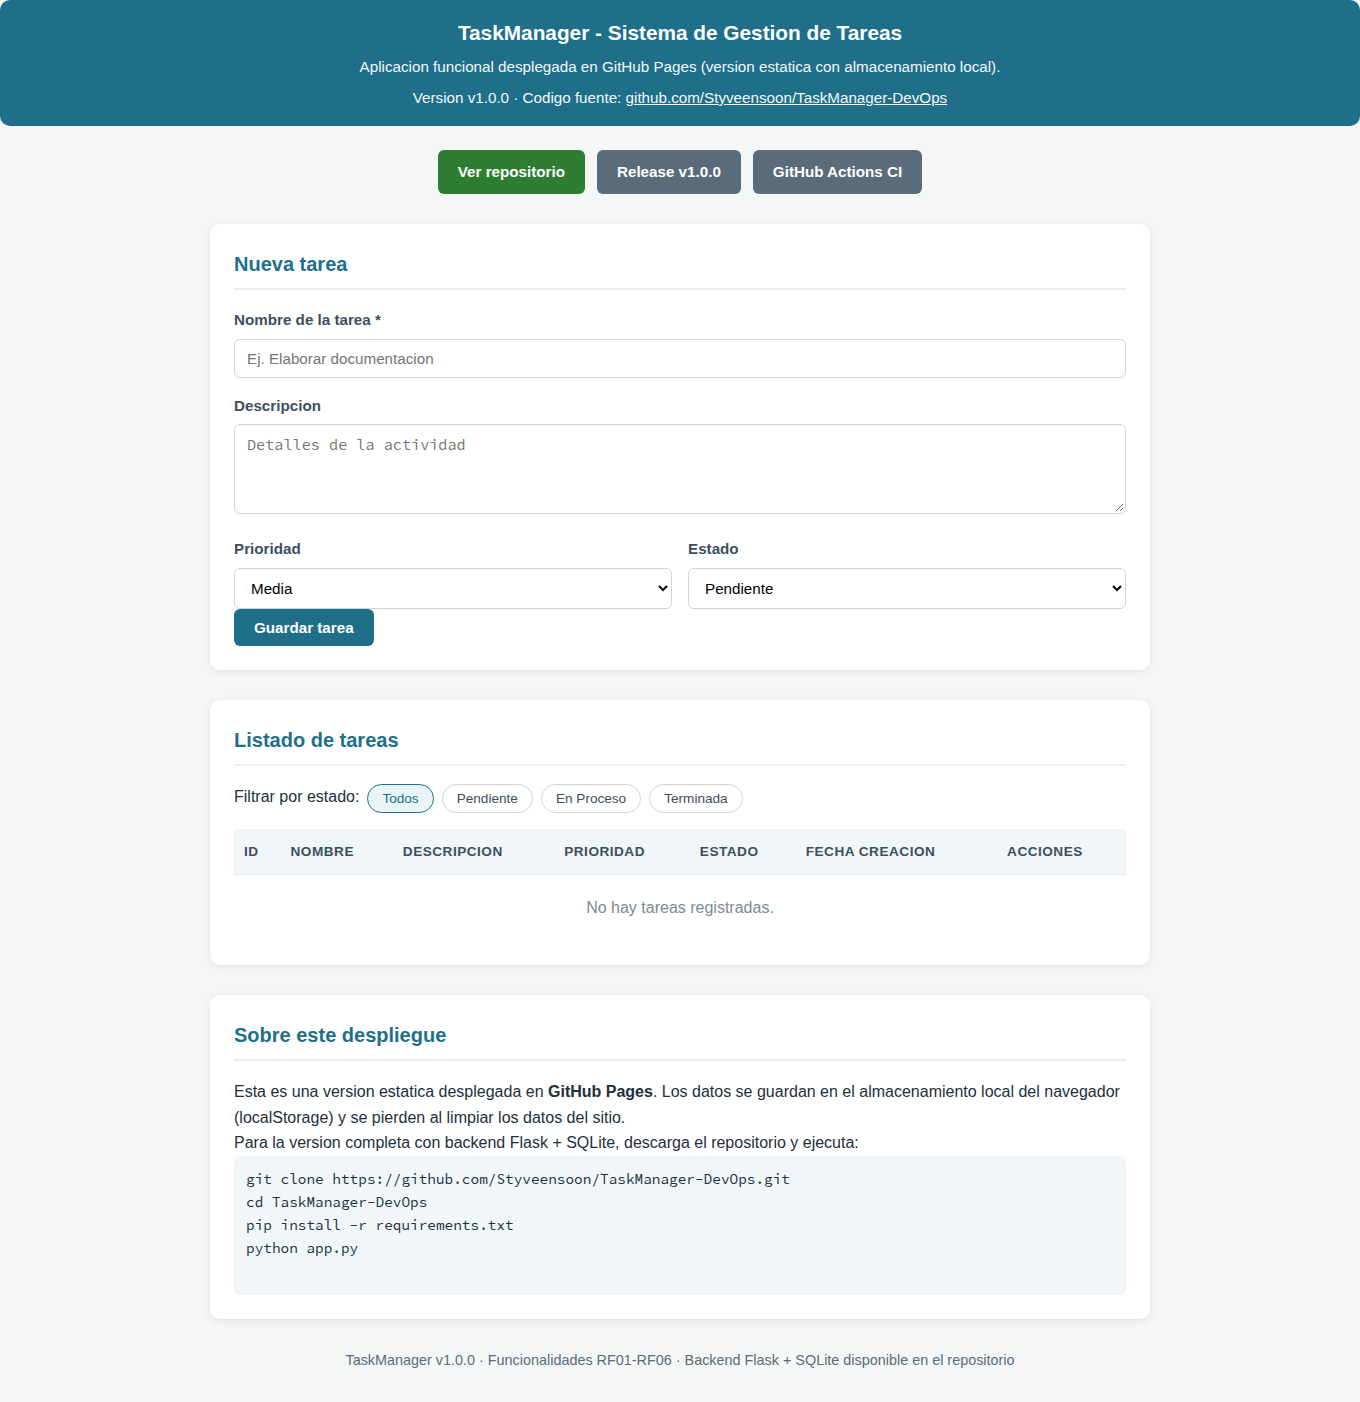 TaskManager - Sistema de Gestion de Tareas
Aplicacion funcional desplegada en GitHub Pages (version estatica con almacenamiento local).
Version v1.0.0 · Codigo fuente: github.com/Styveensoon/TaskManager-DevOps
Ver repositorio Release v1.0.0 GitHub Actions CI
Nueva tarea
Nombre de la tarea *
Ej. Elaborar documentacion
Descripcion
Detalles de la actividad
Prioridad Estado
Media Pendiente
Guardar tarea
Listado de tareas
Filtrar por estado: Todos Pendiente En Proceso Terminada
ID NOMBRE DESCRIPCION PRIORIDAD ESTADO FECHA CREACION ACCIONES
No hay tareas registradas.
Sobre este despliegue
Esta es una version estatica desplegada en GitHub Pages. Los datos se guardan en el almacenamiento local del navegador
(localStorage) y se pierden al limpiar los datos del sitio.
Para la version completa con backend Flask + SQLite, descarga el repositorio y ejecuta:
git clone https://github.com/Styveensoon/TaskManager-DevOps.git
cd TaskManager-DevOps
pip install -r requirements.txt
python app.py
TaskManager v1.0.0 · Funcionalidades RF01-RF06 · Backend Flask + SQLite disponible en el repositorio